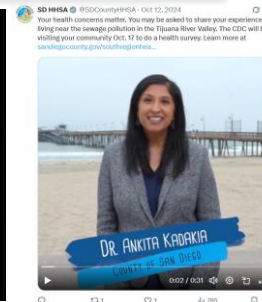 SD HHSA @SDCountyHHSA · Oct 12, 2024
Your health concerns matter. You may be asked to share your experience
living near the sewage pollution in the Tijuana River Valley. The CDC will b
visiting your community Oct. 17 to do a health survey. Learn more at
sandiegocounty.gov/southregionhea...
DR. ANKITA KADAKIA
COUNTY OF SAN DIEGO
0:02 / 0:31
1
1
295